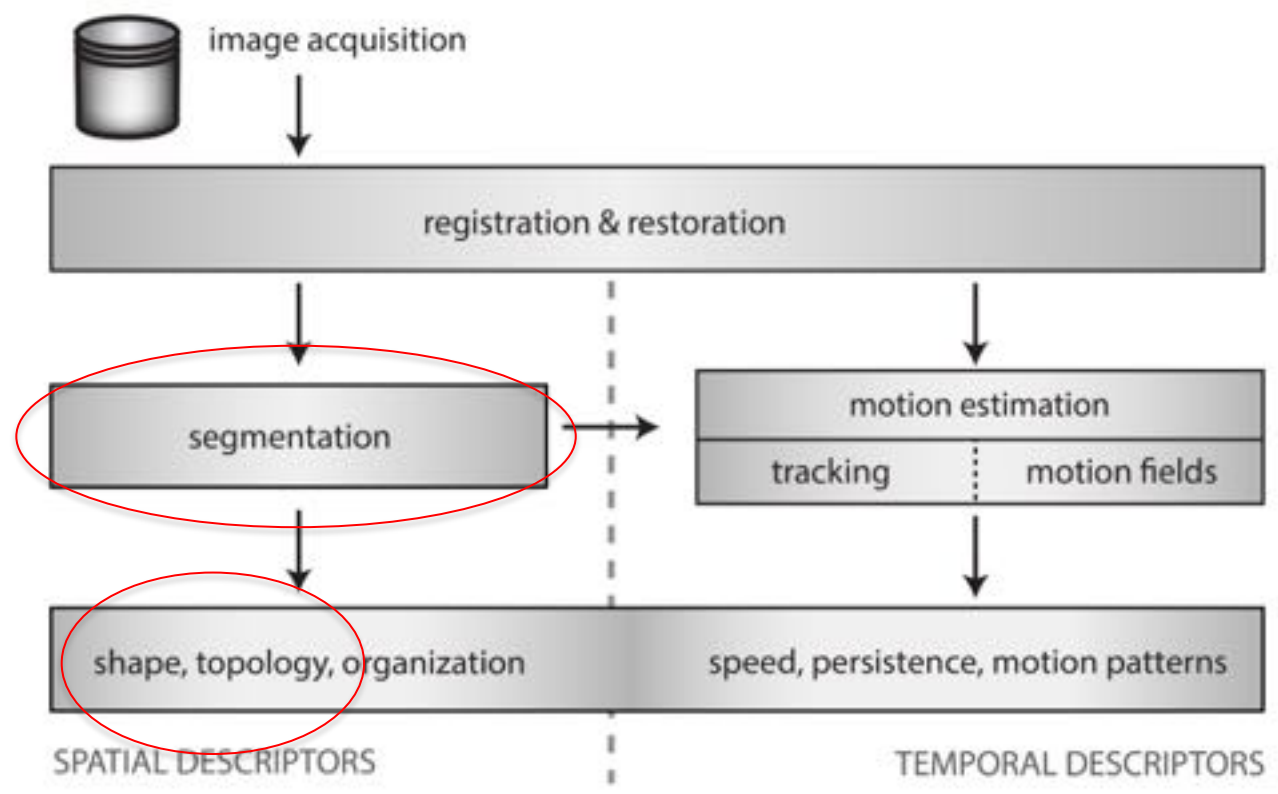 image acquisition
registration & restoration
segmentation
motion estimation
tracking
motion fields
shape, topology, organization
speed, persistence, motion patterns
SPATIAL DESCRIPTORS
TEMPORAL DESCRIPTORS